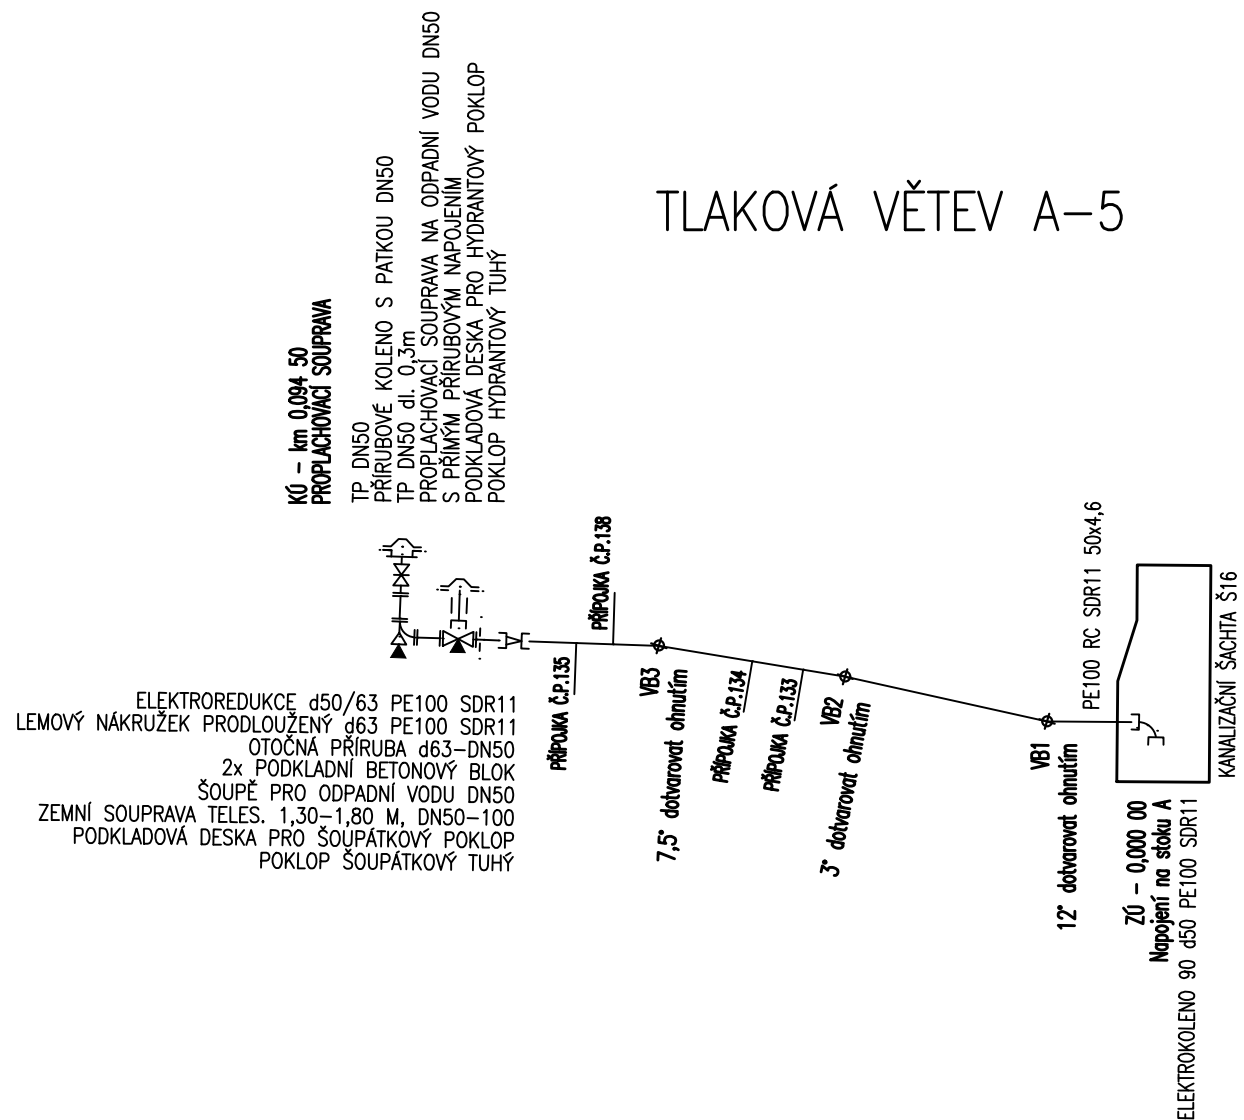 TLAKOVÁ VĚTEV A-5
KÚ - km 0,094 50
PROPLACHOVACÍ SOUPRAVA
TP DN50
PŘÍRUBOVÉ KOLENO S PATKOU DN50
TP DN50 dl. 0,3m
PROPLACHOVACÍ SOUPRAVA NA ODPADNÍ VODU DN50
S PŘÍMÝM PŘÍRUBOVÝM NAPOJENÍM
PODKLADOVÁ DESKA PRO HYDRANTOVÝ POKLOP
POKLOP HYDRANTOVÝ TUHÝ
ELEKTROREDUKCE d50/63 PE100 SDR11
LEMOVÝ NÁKRUŽEK PRODLOUŽENÝ d63 PE100 SDR11
OTOČNÁ PŘÍRUBA d63-DN50
2x PODKLADNÍ BETONOVÝ BLOK
ŠOUPĚ PRO ODPADNÍ VODU DN50
ZEMNÍ SOUPRAVA TELES. 1,30-1,80 M, DN50-100
PODKLADOVÁ DESKA PRO ŠOUPÁTKOVÝ POKLOP
POKLOP ŠOUPÁTKOVÝ TUHÝ
PŘÍPOJKA Č.P.135
PŘÍPOJKA Č.P.138
VB3
7,5° dotvarovat ohnutím
PŘÍPOJKA Č.P.134
PŘÍPOJKA Č.P.133
VB2
3° dotvarovat ohnutím
VB1
12° dotvarovat ohnutím
PE100 RC SDR11 50x4,6
ZÚ - 0,000 00
Napojení na stoku A
ELEKTROKOLENO 90 d50 PE100 SDR11
KANALIZAČNÍ ŠACHTA Š16